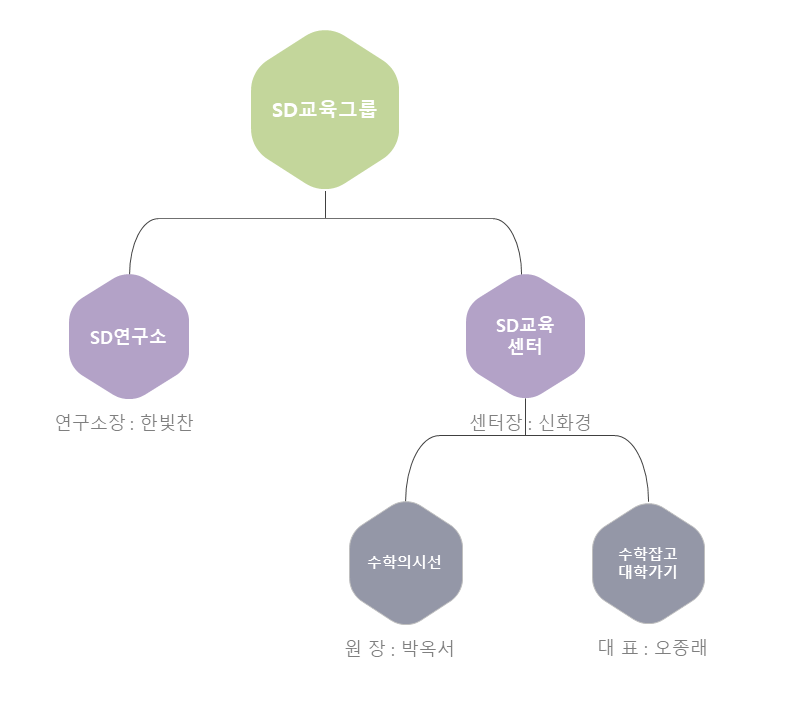 SD교육그룹
SD연구소
연구소장 : 한빛찬
SD교육
센터
센터장 : 신화경
수학의시선
원 장 : 박옥서
수학잡고
대학가기
대 표 : 오종래